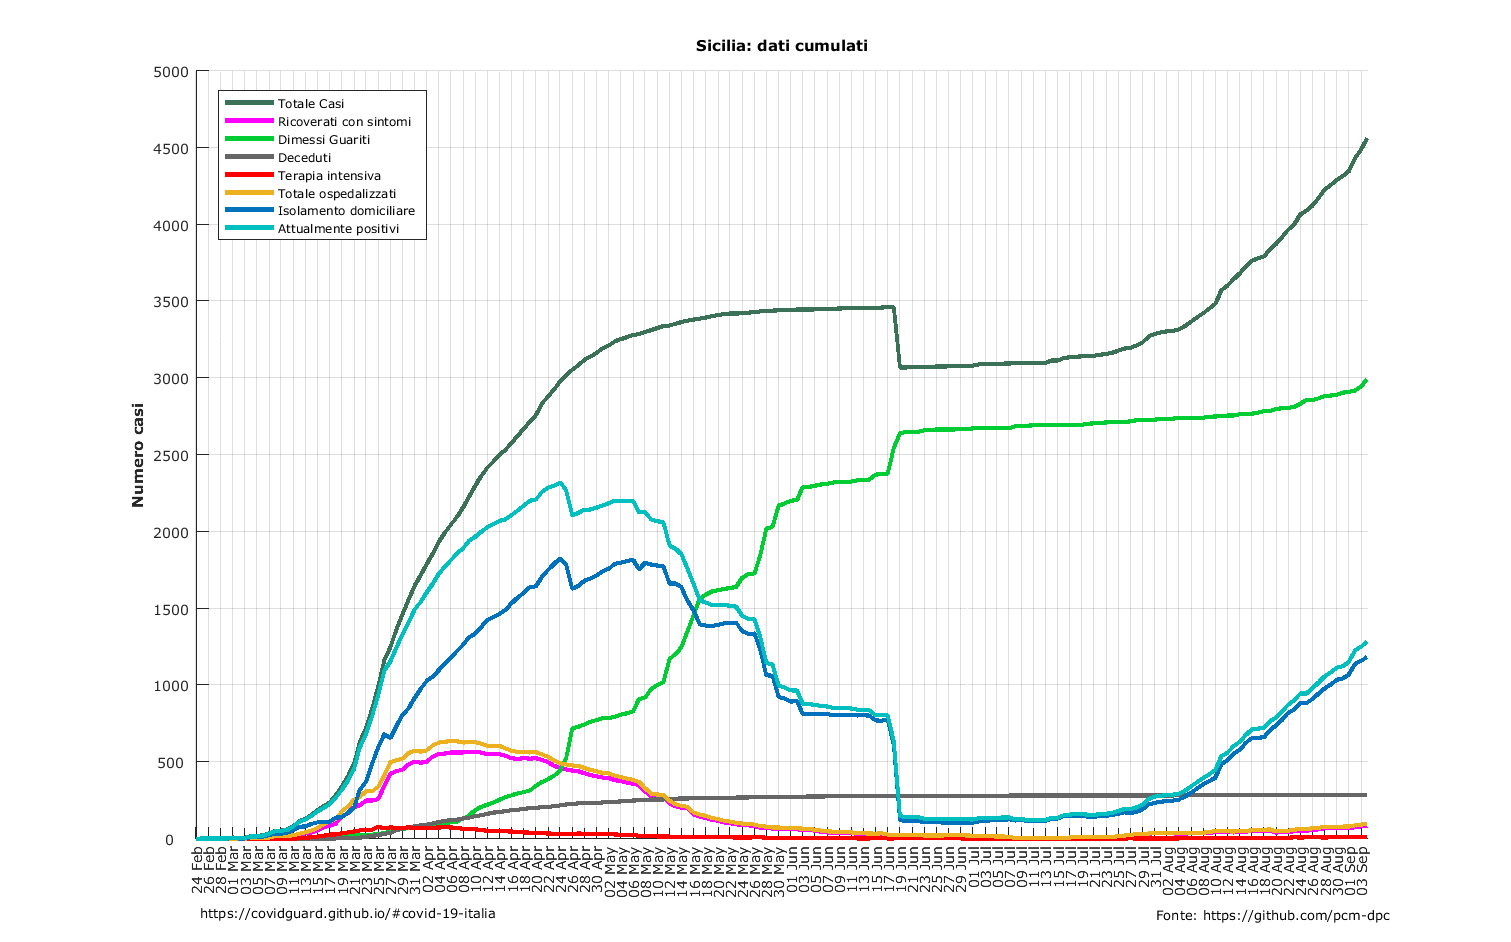 Sicilia: dati cumulati
5000
4500
4000
3500
3000
2500
2000
1500
1000
500
0
Numero casi
Totale Casi
Ricoverati con sintomi
Dimessi Guariti
Deceduti
Terapia intensiva
Totale ospedalizzati
Isolamento domiciliare
Attualmente positivi
24 Feb
26 Feb
28 Feb
01 Mar
03 Mar
05 Mar
07 Mar
09 Mar
11 Mar
13 Mar
15 Mar
17 Mar
19 Mar
21 Mar
23 Mar
25 Mar
27 Mar
29 Mar
31 Mar
02 Apr
04 Apr
06 Apr
08 Apr
10 Apr
12 Apr
14 Apr
16 Apr
18 Apr
20 Apr
22 Apr
24 Apr
26 Apr
28 Apr
30 Apr
02 May
04 May
06 May
08 May
10 May
12 May
14 May
16 May
18 May
20 May
22 May
24 May
26 May
28 May
30 May
01 Jun
03 Jun
05 Jun
07 Jun
09 Jun
11 Jun
13 Jun
15 Jun
17 Jun
19 Jun
21 Jun
23 Jun
25 Jun
27 Jun
29 Jun
01 Jul
03 Jul
05 Jul
07 Jul
09 Jul
11 Jul
13 Jul
15 Jul
17 Jul
19 Jul
21 Jul
23 Jul
25 Jul
27 Jul
29 Jul
31 Jul
02 Aug
04 Aug
06 Aug
08 Aug
10 Aug
12 Aug
14 Aug
16 Aug
18 Aug
20 Aug
22 Aug
24 Aug
26 Aug
28 Aug
30 Aug
01 Sep
03 Sep
https://covidguard.github.io/#covid-19-italia
Fonte: https://github.com/pcm-dpc